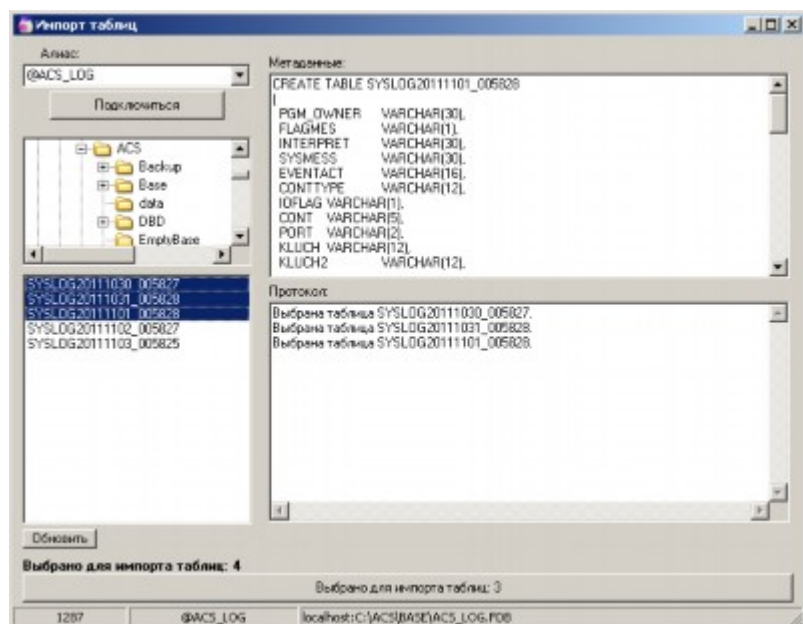 Импорт таблиц
Алиас:
@ACS_LOG
Подключиться
ACS
Backup
Base
data
DBD
EmptyBase
SYSLOG20111030_005827
SYSLOG20111031_005828
SYSLOG20111101_005828
SYSLOG20111102_005827
SYSLOG20111103_005825
Обновить
Метаданные:
CREATE TABLE SYSLOG20111101_005828
(
PGM_OWNER VARCHAR(30),
FLAGMES VARCHAR(1),
INTERPRET VARCHAR(30),
SYSMESS VARCHAR(30),
EVENTACT VARCHAR(16),
CONTTYPE VARCHAR(12),
IOFLAG VARCHAR(1),
CONT VARCHAR(5),
PORT VARCHAR(2),
KLUCH VARCHAR(12),
KLUCH2 VARCHAR(12),
Протокол:
Выбрана таблица SYSLOG20111030_005827.
Выбрана таблица SYSLOG20111031_005828.
Выбрана таблица SYSLOG20111101_005828.
Выбрано для импорта таблиц: 4
Выбрано для импорта таблиц: 3
1287 @ACS_LOG localhost:C:\ACS\BASE\ACS_LOG.FDB